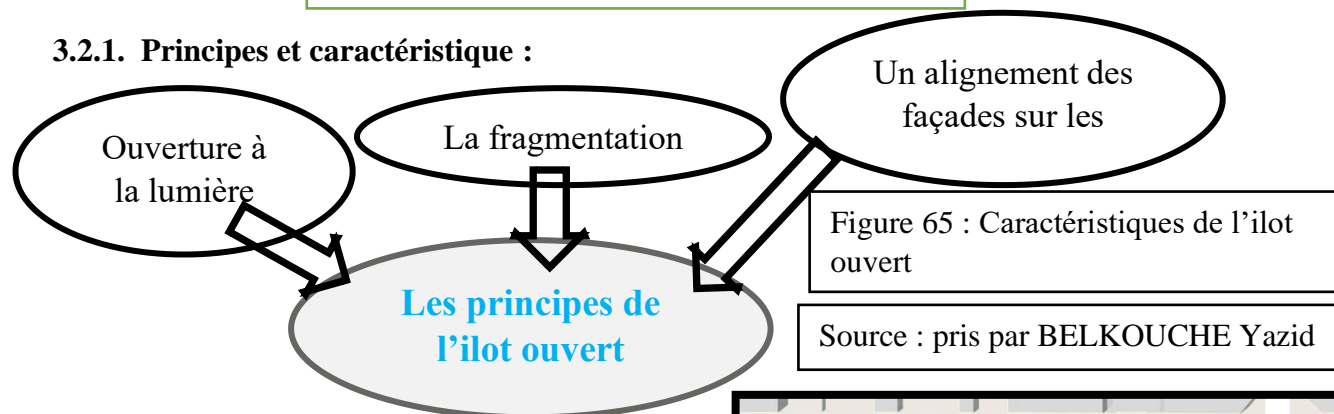 3.2.1. Principes et caractéristique :
Ouverture à
la lumière
La fragmentation
Un alignement des
façades sur les
Les principes de
l’ilot ouvert
Figure 65 : Caractéristiques de l’ilot
ouvert
Source : pris par BELKOUCHE Yazid